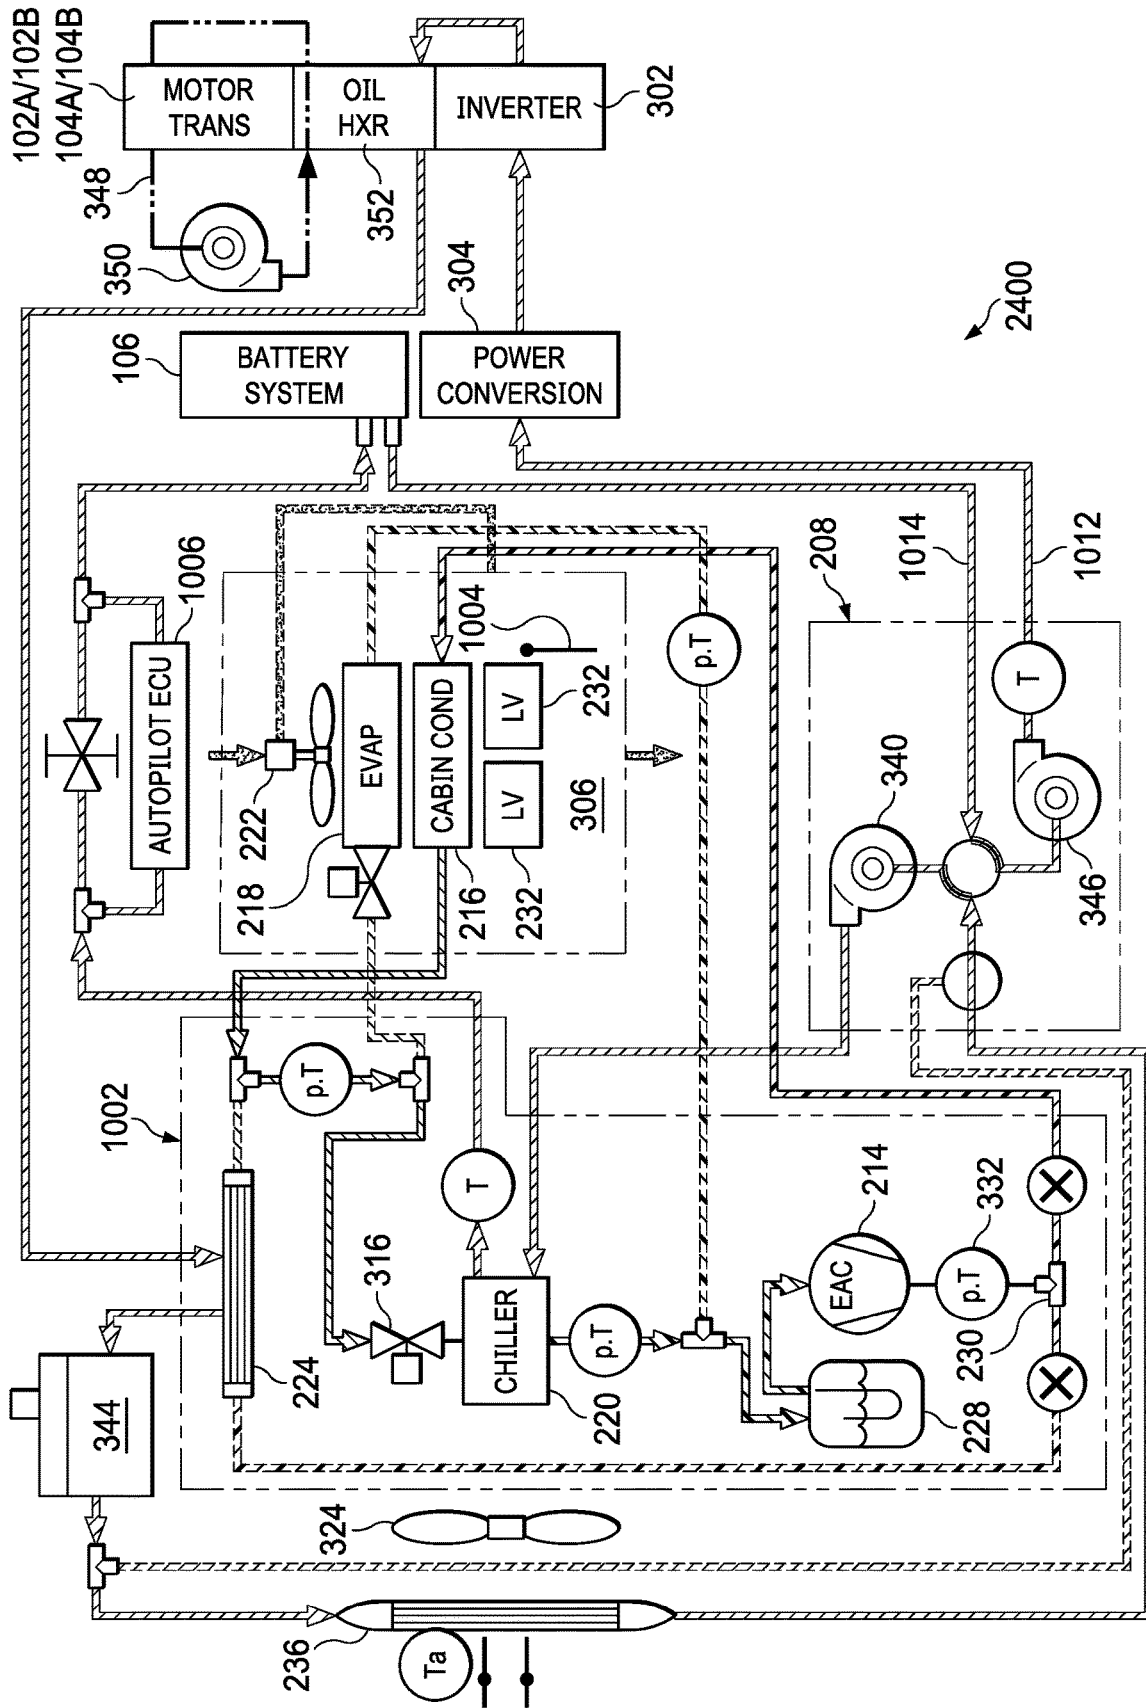 102A/102B
104A/104B
348
350
MOTOR
TRANS
OIL
HXR
INVERTER
302
352
304
106
BATTERY
SYSTEM
POWER
CONVERSION
2400
1006
AUTOPILOT ECU
222
218
EVAP
CABIN COND
216
LV
LV
232
232
1004
306
p.T
208
1014
1012
T
340
346
1002
p.T
T
316
CHILLER
220
p.T
224
344
EAC
214
p.T
332
230
228
324
236
Ta